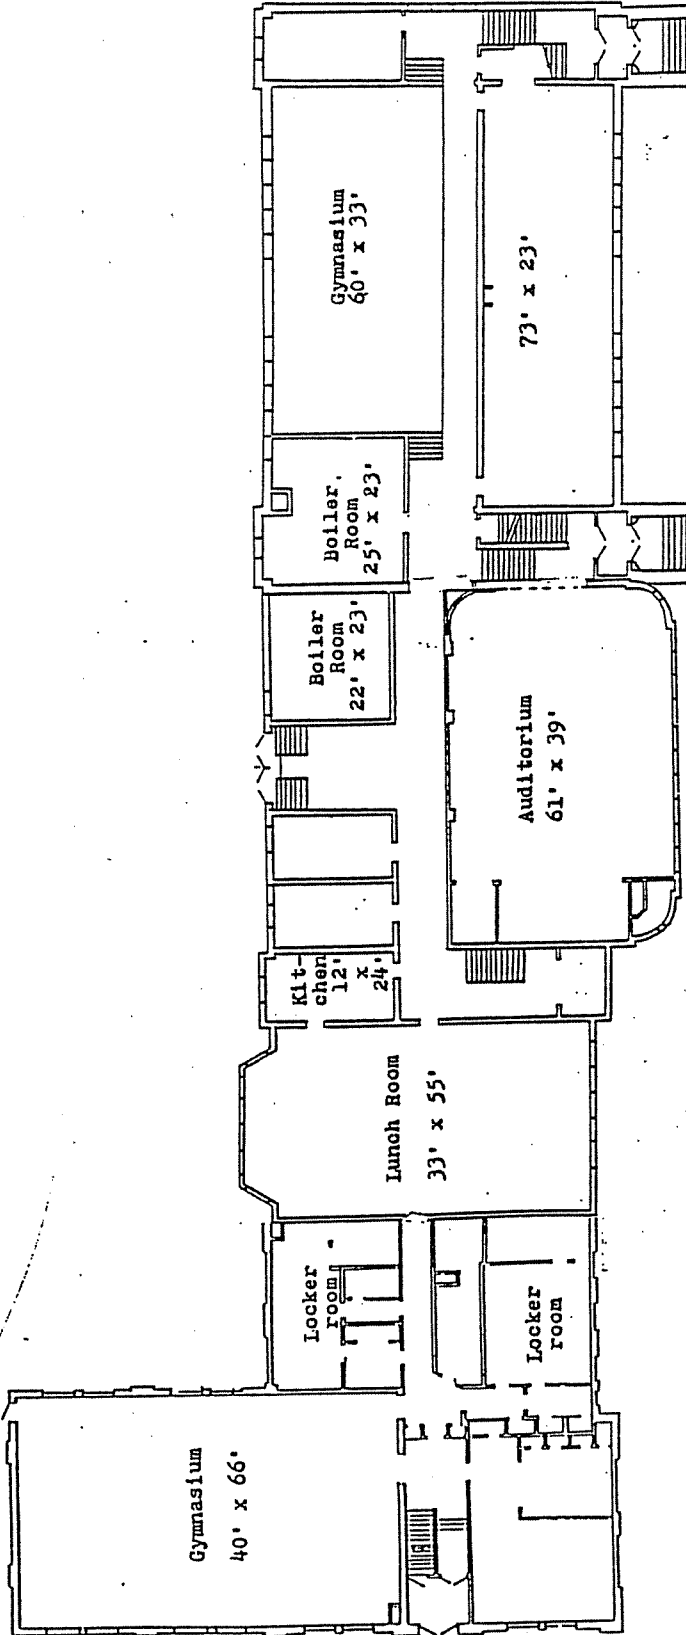 Gymnasium
60' x 33'
73' x 23'
Boiler
Room
25' x 23'
Boiler
Room
22' x 23'
Auditorium
61' x 39'
Kit-
chen
12'
x
24'
Lunch Room
33' x 55'
Locker
room
Locker
room
Gymnasium
40' x 66'